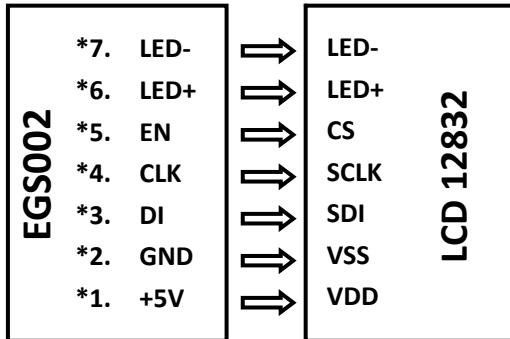 EGS002
*7. LED-
*6. LED+
*5. EN
*4. CLK
*3. DI
*2. GND
*1. +5V
LED-
LED+
CS
SCLK
SDI
VSS
VDD
LCD 12832